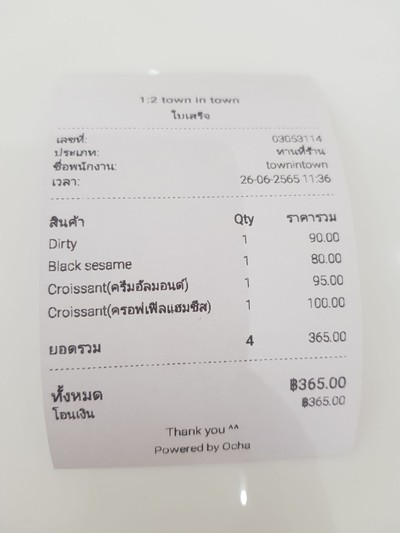 1:2 town in town
ใบเสร็จ
เลขที่: 03053114
ประเภท: ทานที่ร้าน
ชื่อพนักงาน: townintown
เวลา: 26-06-2565 11:36
สินค้า Qty ราคารวม
Dirty 1 90.00
Black sesame 1 80.00
Croissant(ครีมอัลมอนต์) 1 95.00
Croissant(ครอฟเฟิลแฮมชีส) 1 100.00
ยอดรวม 4 365.00
ทั้งหมด ฿365.00
โอนเงิน ฿365.00
Thank you ^^
Powered by Ocha